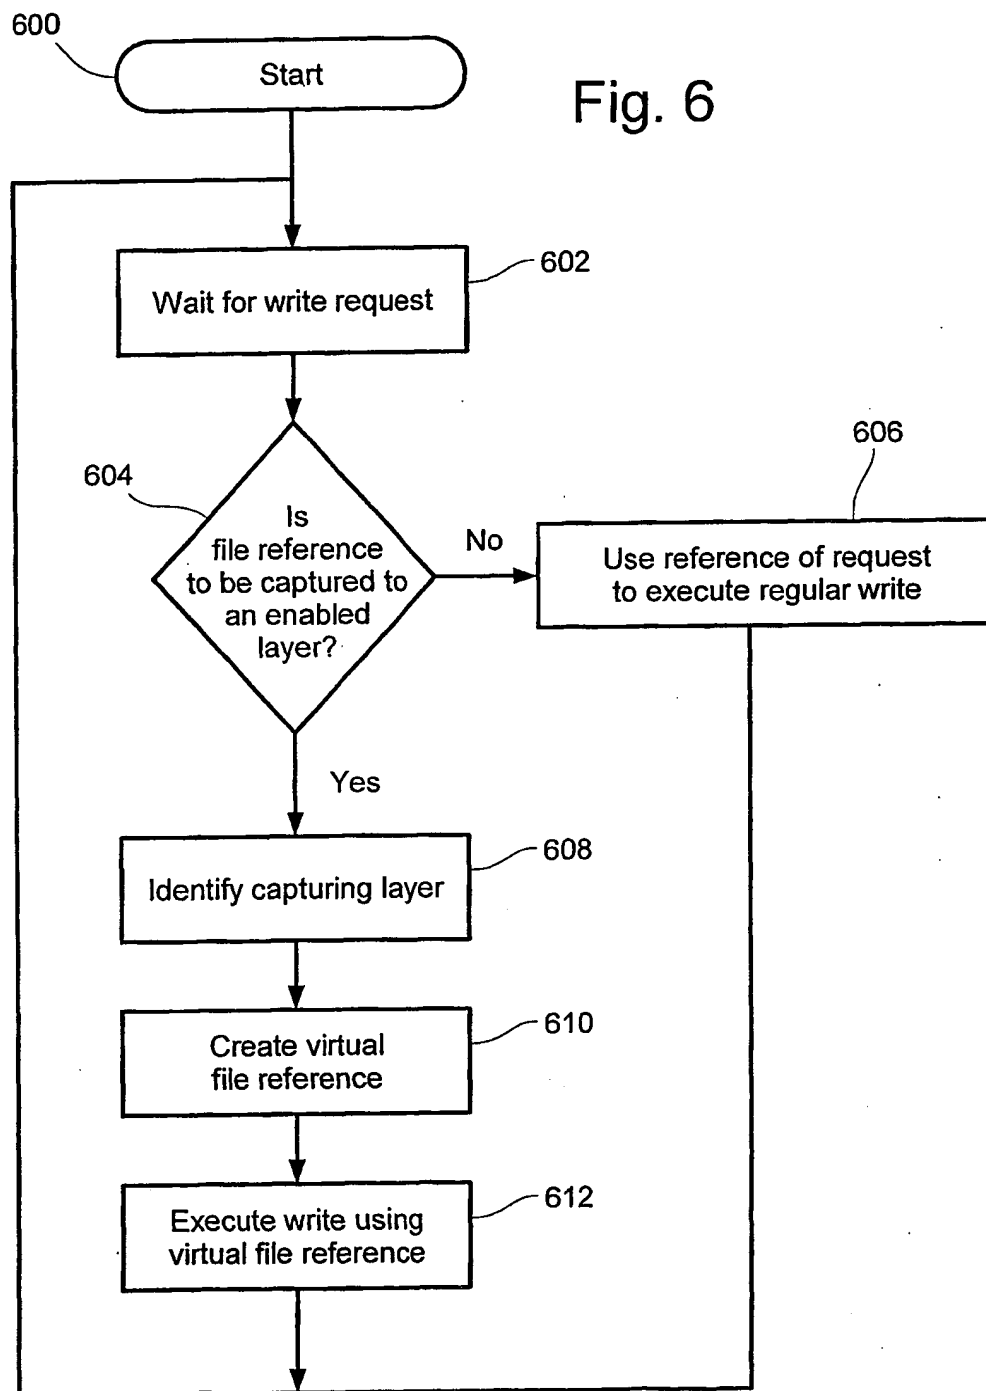 600
Start
Fig. 6
Wait for write request
602
604
Is
file reference
to be captured to
an enabled
layer?
No
606
Use reference of request
to execute regular write
Yes
Identify capturing layer
608
Create virtual
file reference
610
Execute write using
virtual file reference
612